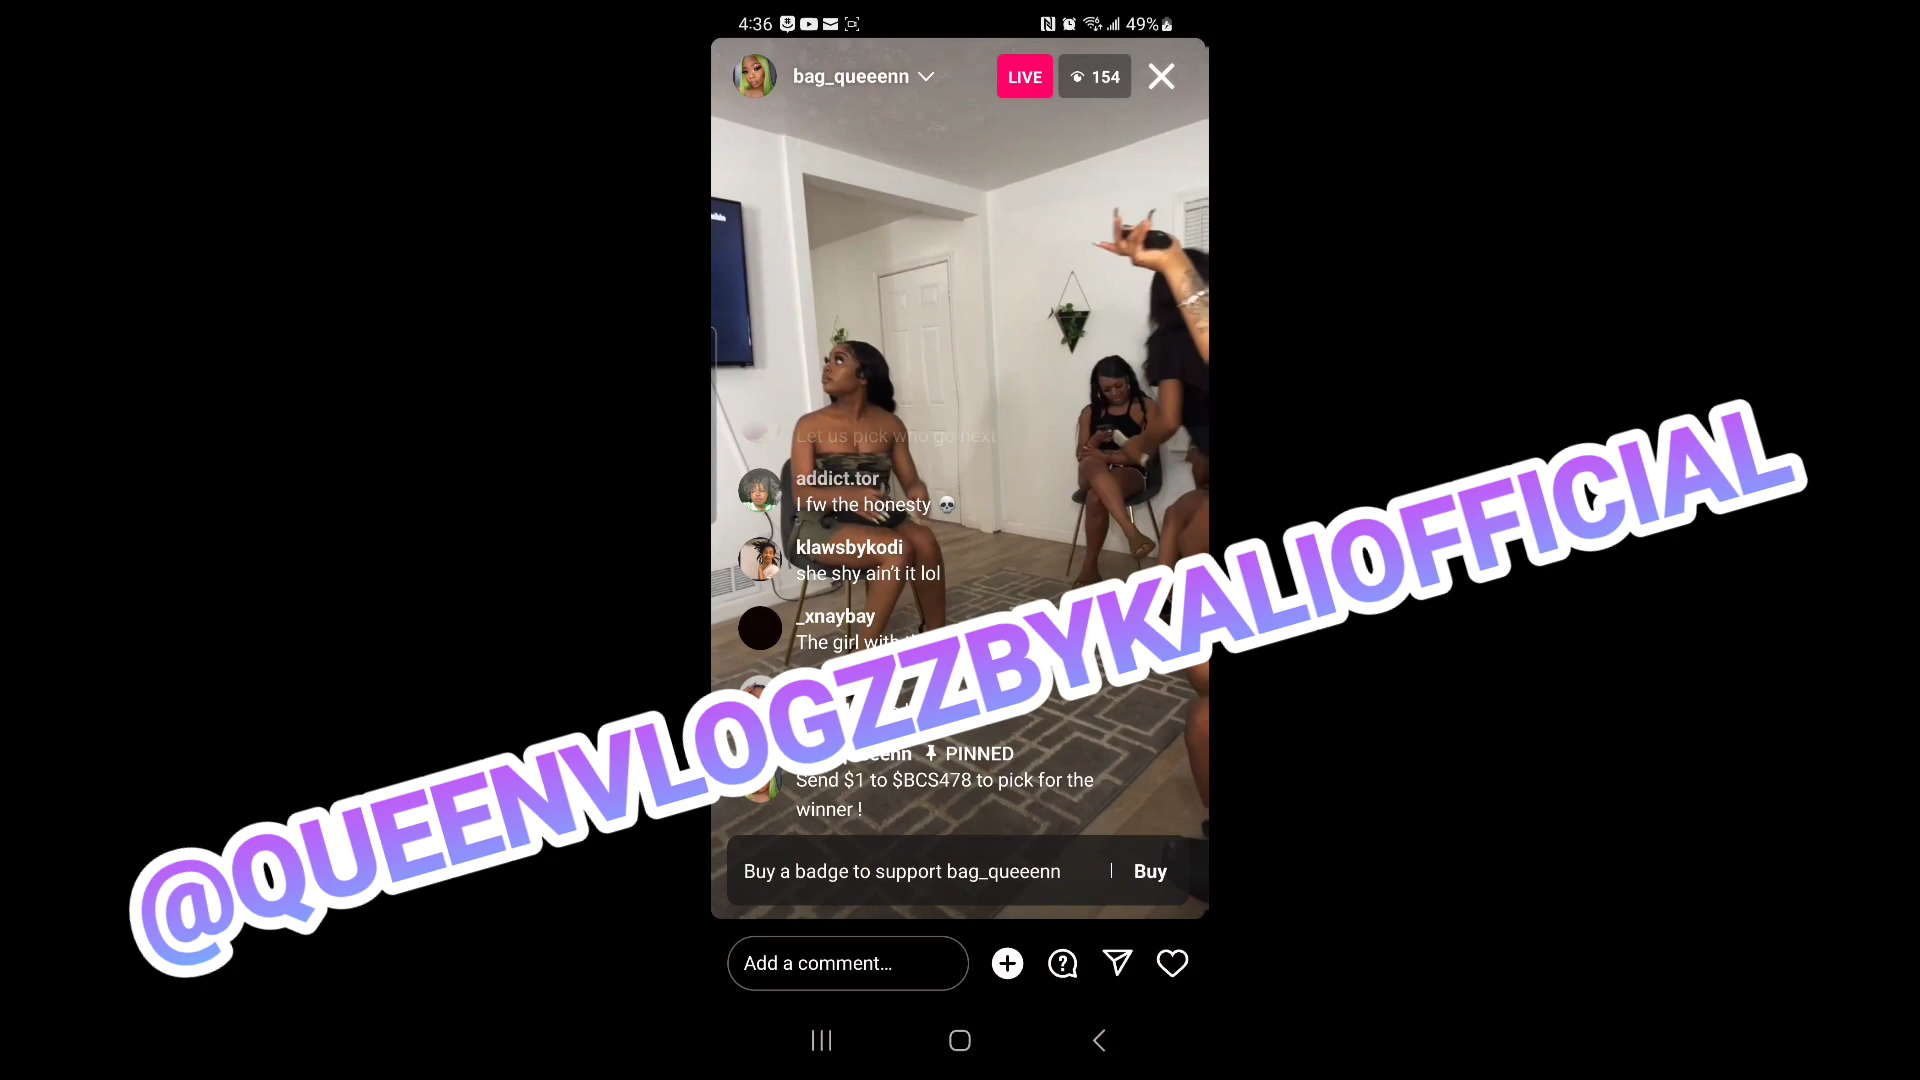 4:36
49%
bag_queeenn
LIVE
154
Let us pick who go next
addict.tor
I fw the honesty 💀
klawsbykodi
she shy ain't it lol
_xnaybay
The girl with
PINNED
Send $1 to $BCS478 to pick for the
winner !
@QUEENVLOGZZBYKALIOFFICIAL
Buy a badge to support bag_queeenn | Buy
Add a comment...